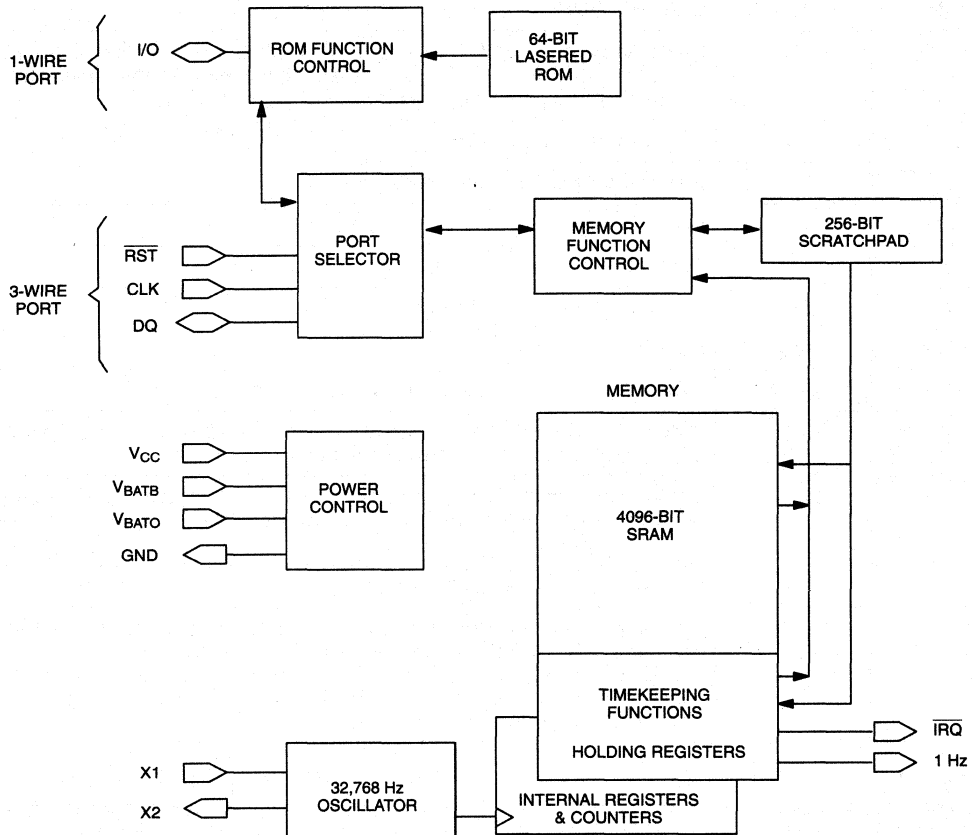 1-WIRE
PORT
I/O
ROM FUNCTION
CONTROL
64-BIT
LASERED
ROM
3-WIRE
PORT
RST
CLK
DQ
PORT
SELECTOR
MEMORY
FUNCTION
CONTROL
256-BIT
SCRATCHPAD
MEMORY
VCC
VBATB
VBATO
GND
POWER
CONTROL
4096-BIT
SRAM
TIMEKEEPING
FUNCTIONS
HOLDING REGISTERS
IRQ
1 Hz
X1
X2
32,768 Hz
OSCILLATOR
INTERNAL REGISTERS
& COUNTERS